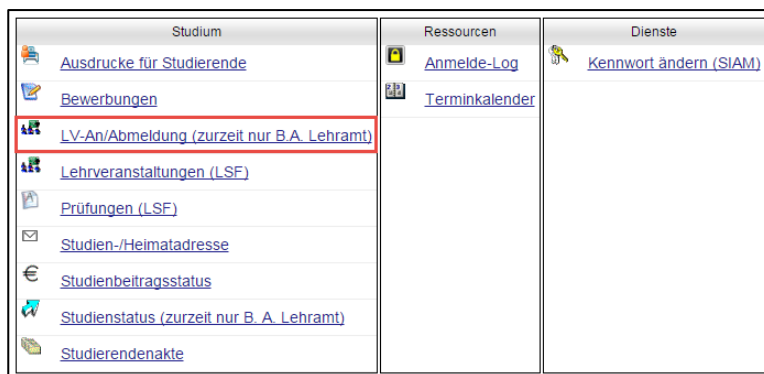 Studium
Ausdrucke für Studierende
Bewerbungen
LV-An/Abmeldung (zurzeit nur B.A. Lehramt)
Lehrveranstaltungen (LSF)
Prüfungen (LSF)
Studien-/Heimatadresse
Studienbeitragsstatus
Studienstatus (zurzeit nur B. A. Lehramt)
Studierendenakte
Ressourcen
Anmelde-Log
Terminkalender
Dienste
Kennwort ändern (SIAM)